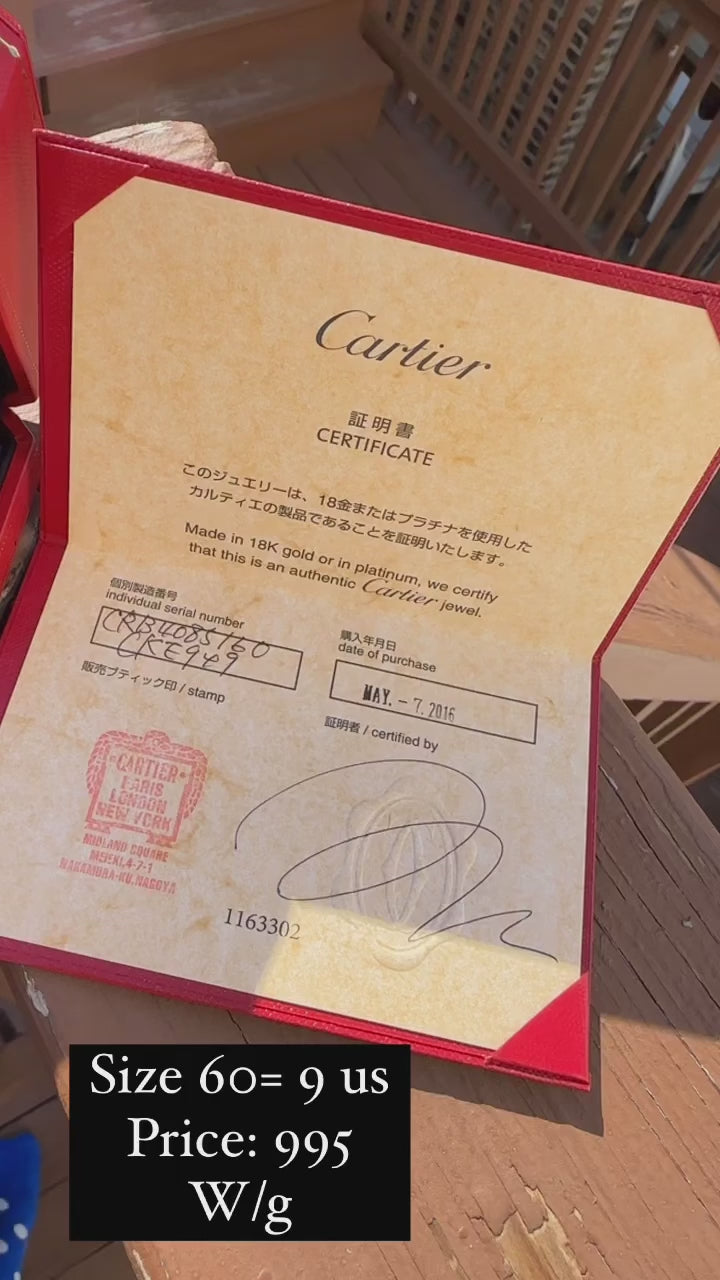 Cartier
証明書
CERTIFICATE
このジュエリーは、18金またはプラチナを使用した
カルティエの製品であることを証明いたします。
Made in 18K gold or in platinum, we certify
that this is an authentic Cartier jewel.
個別製造番号
individual serial number
CRB4085160
CKE949
購入年月日
date of purchase
MAY. - 7. 2016
販売ブティック印 / stamp
証明者 / certified by
CARTIER
PARIS
LONDON
NEW YORK
MIDLAND SQUARE
MEIEKI,4-7-1
NAKAMURA-KU,NAGOYA
1163302
Size 60= 9 us
Price: 995
W/g